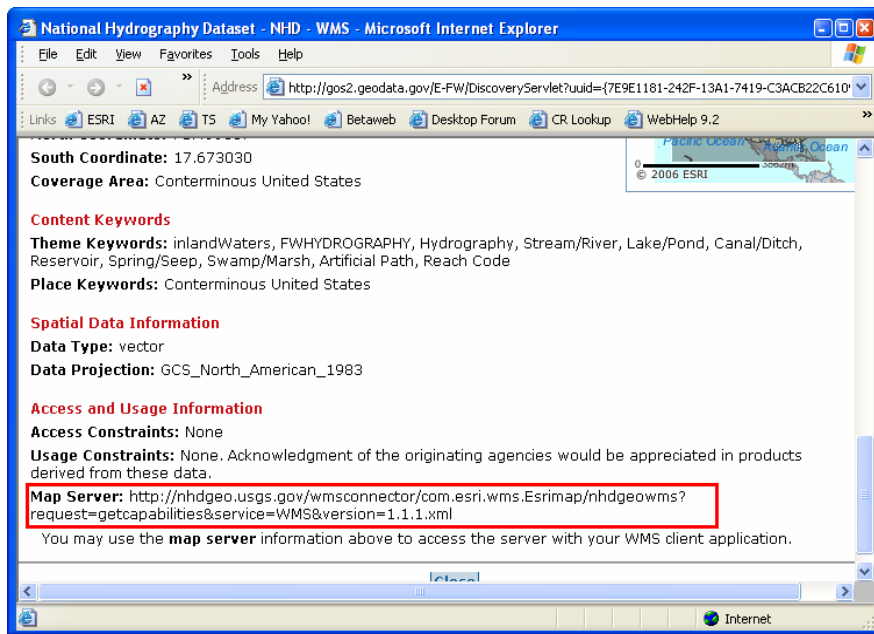 National Hydrography Dataset - NHD - WMS - Microsoft Internet Explorer
File Edit View Favorites Tools Help
» Address http://gos2.geodata.gov/E-FW/DiscoveryServlet?uuid={7E9E1181-242F-13A1-7419-C3ACB22C610
Links ESRI AZ TS My Yahoo! Betaweb Desktop Forum CR Lookup WebHelp 9.2 »
South Coordinate: 17.673030
Coverage Area: Conterminous United States
Pacific Ocean Atlantic Ocean
0
© 2006 ESRI
Content Keywords
Theme Keywords: inlandWaters, FWHYDROGRAPHY, Hydrography, Stream/River, Lake/Pond, Canal/Ditch,
Reservoir, Spring/Seep, Swamp/Marsh, Artificial Path, Reach Code
Place Keywords: Conterminous United States
Spatial Data Information
Data Type: vector
Data Projection: GCS_North_American_1983
Access and Usage Information
Access Constraints: None
Usage Constraints: None. Acknowledgment of the originating agencies would be appreciated in products
derived from these data.
Map Server: http://nhdgeo.usgs.gov/wmsconnector/com.esri.wms.Esrimap/nhdgeowms?
request=getcapabilities&service=WMS&version=1.1.1.xml
You may use the map server information above to access the server with your WMS client application.
Close
Internet